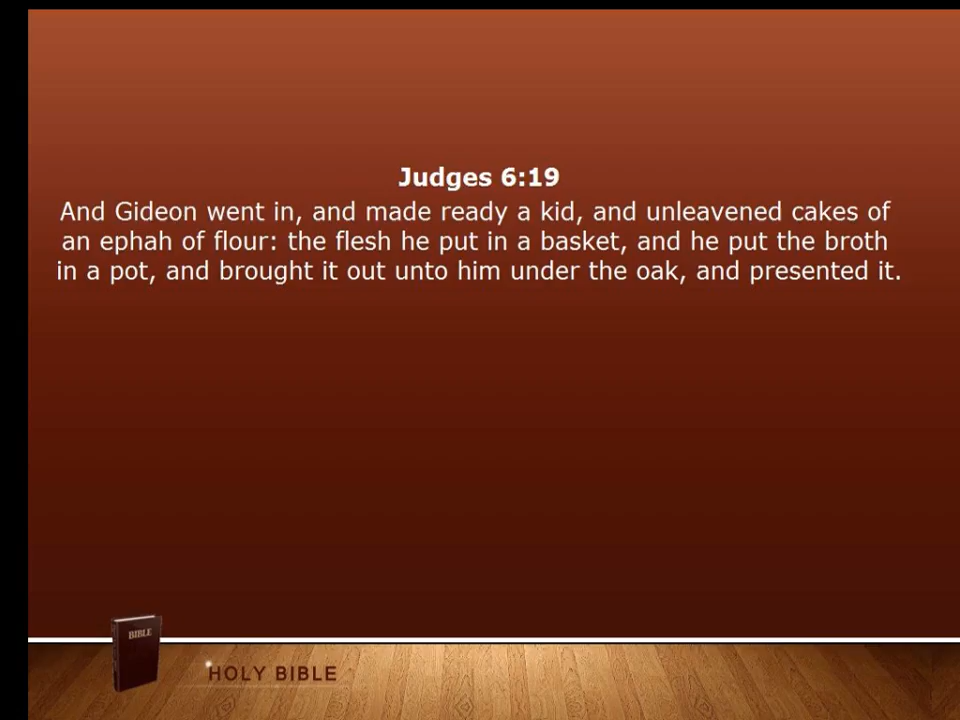 Judges 6:19
And Gideon went in, and made ready a kid, and unleavened cakes of
an ephah of flour: the flesh he put in a basket, and he put the broth
in a pot, and brought it out unto him under the oak, and presented it.
BIBLE
HOLY BIBLE